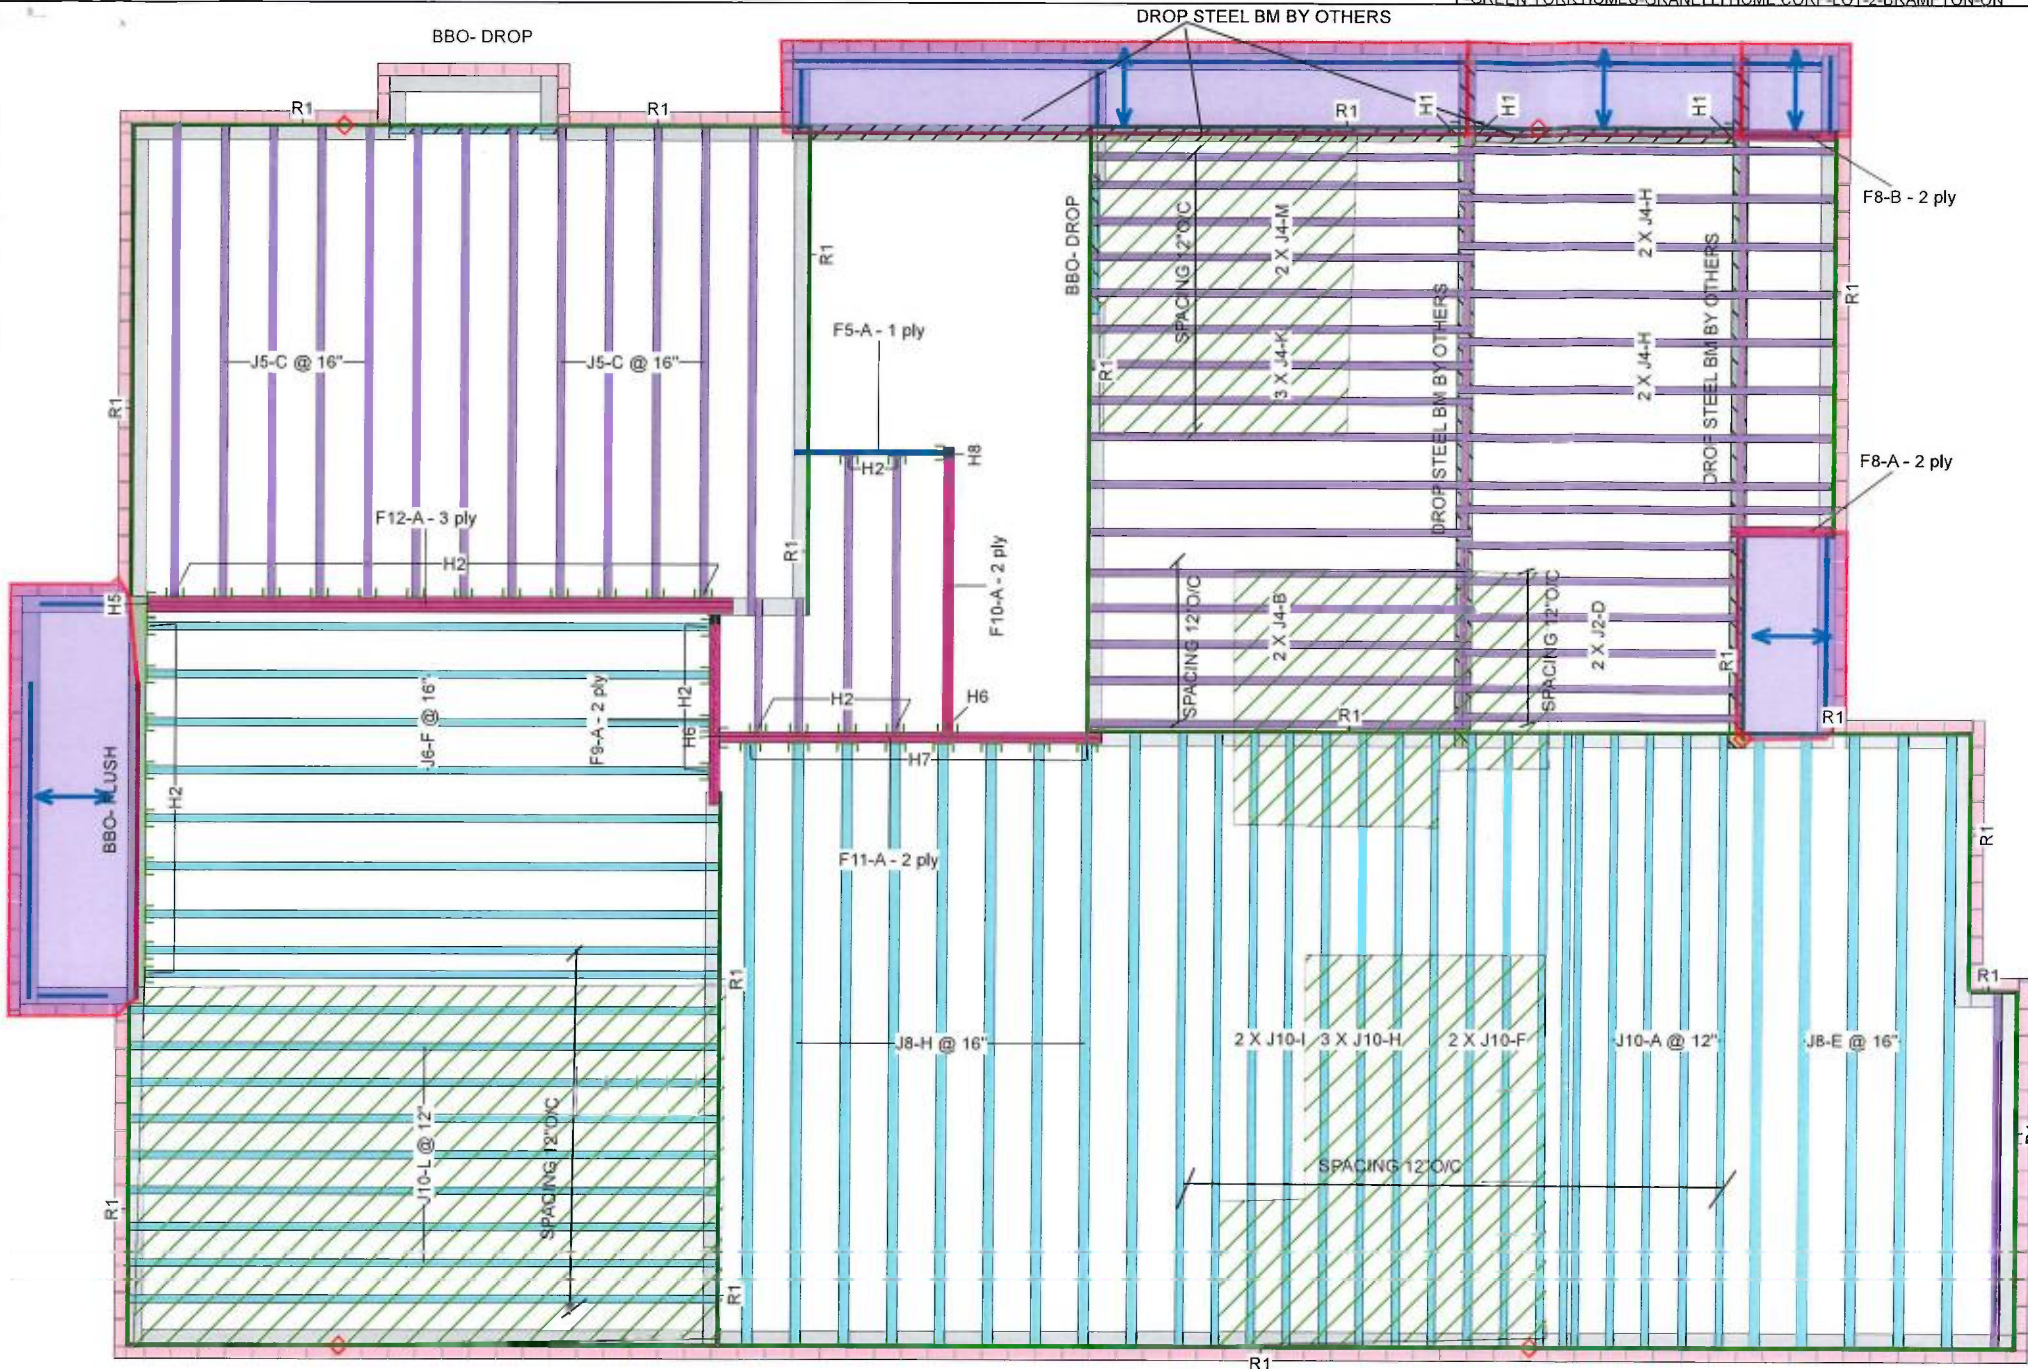 DROP STEEL BM BY OTHERS
BBO- DROP
R1
R1
R1
H1
H1
H1
F8-B - 2 ply
BBO- DROP
R1
SPACING 12"O/C
2 X J4-M
2 X J4-H
DROP STEEL BM BY OTHERS
DROP STEEL BM BY OTHERS
R1
F5-A - 1 ply
J5-C @ 16"
J5-C @ 16"
R1
R1
3 X J4-K
2 X J4-H
H2
H8
F8-A - 2 ply
F12-A - 3 ply
H2
R1
F10-A - 2 ply
H5
SPACING 12"O/C
2 X J4-B
SPACING 12"O/C
2 X J2-D
R1
J6-F @ 16"
F9-A - 2 ply
H2
H2
H6
H6
R1
R1
H7
BBO- FLUSH
H2
F11-A - 2 ply
R1
R1
R1
J8-H @ 16"
2 X J10-I
3 X J10-H
2 X J10-F
J10-A @ 12"
J8-E @ 16"
J10-L @ 12"
SPACING 12"O/C
SPACING 12"O/C
R1
R1
R1